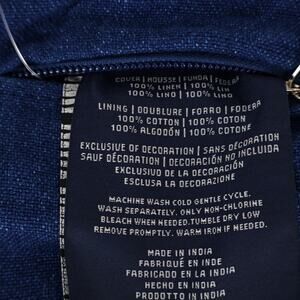 COVER | HOUSSE | FUNDA | FEDERA
100% LINEN | 100% LIN
100% LINO | 100% LINO
LINING | DOUBLURE | FORRO | FODERA
100% COTTON | 100% COTON
100% ALGODÓN | 100% COTONE
EXCLUSIVE OF DECORATION | SANS DÉCORATION
SAUF DÉCORATION | DECORACIÓN NO INCLUIDA
EXCLUSIVO DE LA DECORACIÓN
ESCLUSA LA DECORAZIONE
MACHINE WASH COLD GENTLE CYCLE.
WASH SEPARATELY. ONLY NON-CHLORINE
BLEACH WHEN NEEDED.TUMBLE DRY LOW
REMOVE PROMPTLY. WARM IRON IF NEEDED.
MADE IN INDIA
FABRIQUÉ EN INDE
FABRICADO EN LA INDIA
HECHO EN INDIA
PRODOTTO IN INDIA